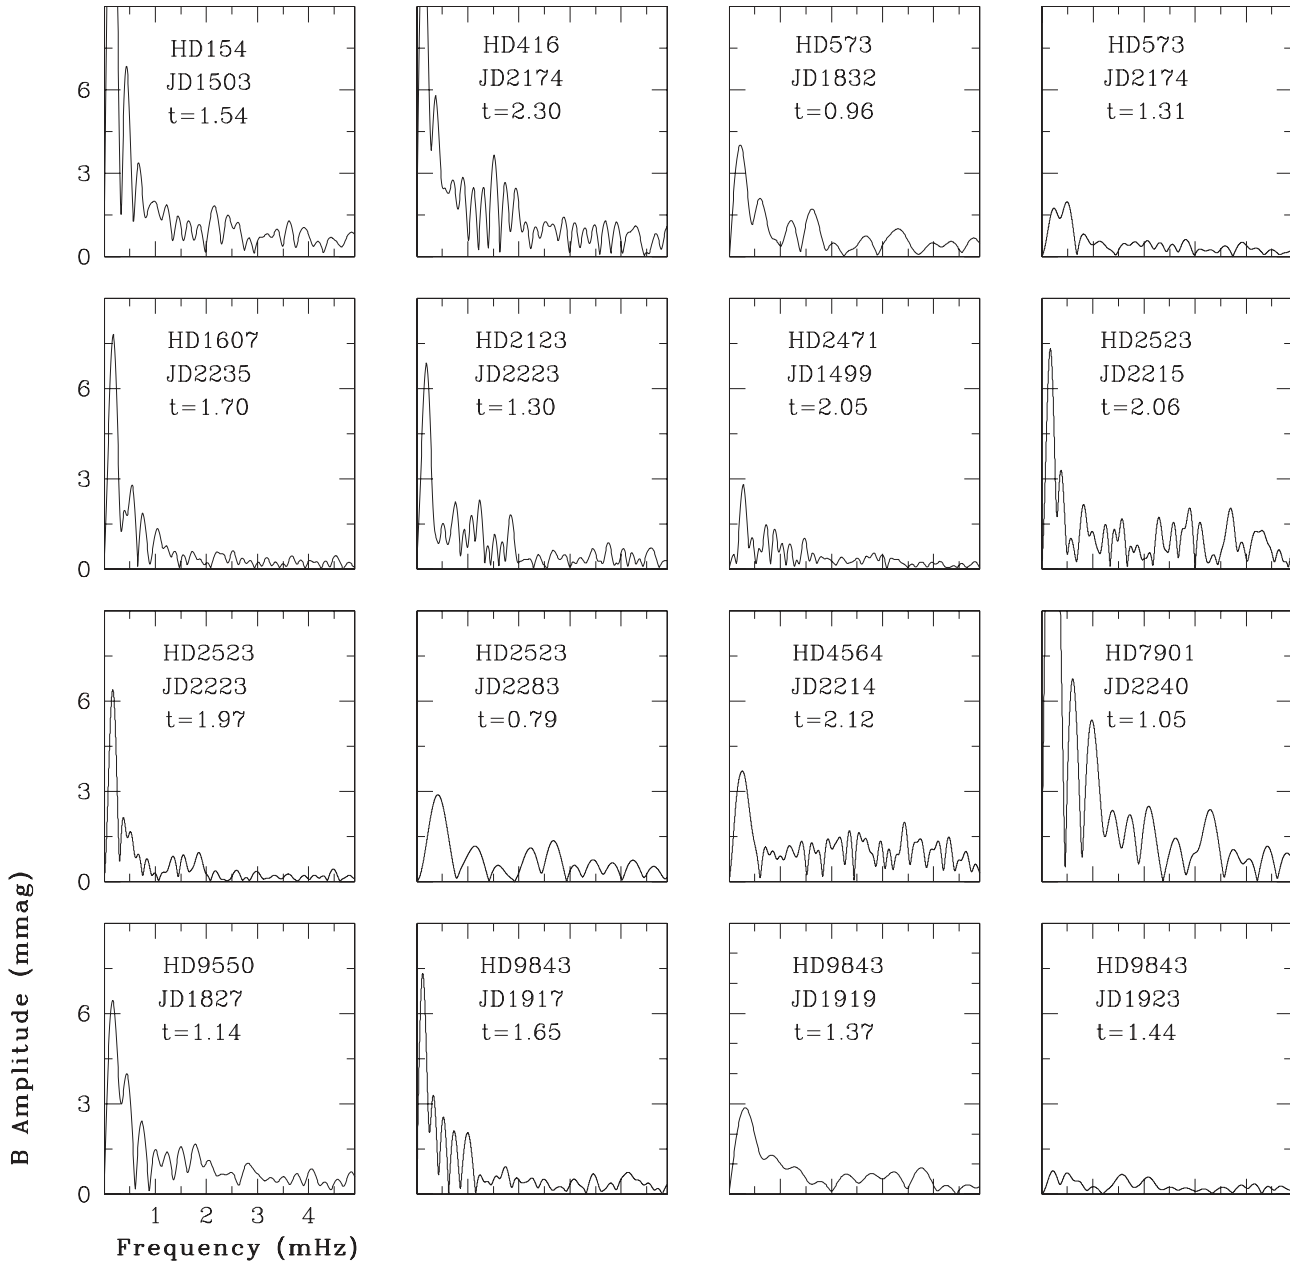 HD154
JD1503
t=1.54
HD416
JD2174
t=2.30
HD573
JD1832
t=0.96
HD573
JD2174
t=1.31
6
3
0
HD1607
JD2235
t=1.70
HD2123
JD2223
t=1.30
HD2471
JD1499
t=2.05
HD2523
JD2215
t=2.06
6
3
0
HD2523
JD2223
t=1.97
HD2523
JD2283
t=0.79
HD4564
JD2214
t=2.12
HD7901
JD2240
t=1.05
6
3
0
HD9550
JD1827
t=1.14
HD9843
JD1917
t=1.65
HD9843
JD1919
t=1.37
HD9843
JD1923
t=1.44
6
3
0
1 2 3 4
Frequency (mHz)
B Amplitude (mmag)